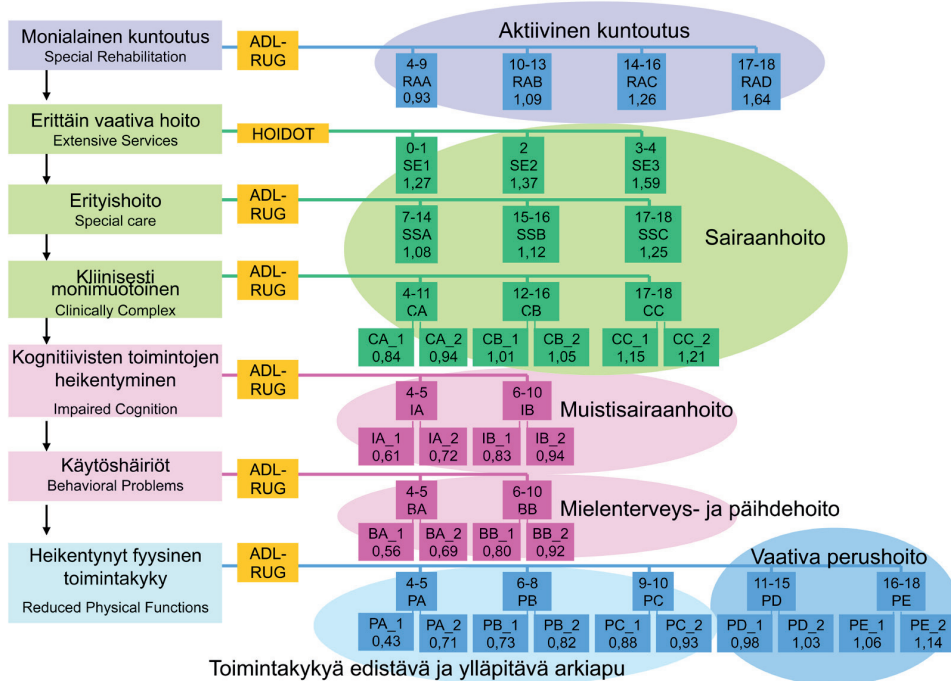 Monialainen kuntoutus
Special Rehabilitation
ADL-
RUG
Aktiivinen kuntoutus
4-9
RAA
0,93
10-13
RAB
1,09
14-16
RAC
1,26
17-18
RAD
1,64
Erittäin vaativa hoito
Extensive Services
HOIDOT
0-1
SE1
1,27
2
SE2
1,37
3-4
SE3
1,59
Erityishoito
Special care
ADL-
RUG
7-14
SSA
1,08
15-16
SSB
1,12
17-18
SSC
1,25
Sairaanhoito
Kliinisesti
monimuotoinen
Clinically Complex
ADL-
RUG
4-11
CA
12-16
CB
17-18
CC
CA_1
0,84
CA_2
0,94
CB_1
1,01
CB_2
1,05
CC_1
1,15
CC_2
1,21
Kognitiivisten toimintojen
heikentyminen
Impaired Cognition
ADL-
RUG
4-5
IA
6-10
IB
Muistisairaanhoito
IA_1
0,61
IA_2
0,72
IB_1
0,83
IB_2
0,94
Käytöshäiriöt
Behavioral Problems
ADL-
RUG
4-5
BA
6-10
BB
Mielenterveys- ja päihdehoito
BA_1
0,56
BA_2
0,69
BB_1
0,80
BB_2
0,92
Heikentynyt fyysinen
toimintakyky
Reduced Physical Functions
ADL-
RUG
Vaativa perushoito
4-5
PA
6-8
PB
9-10
PC
11-15
PD
16-18
PE
PA_1
0,43
PA_2
0,71
PB_1
0,73
PB_2
0,82
PC_1
0,88
PC_2
0,93
PD_1
0,98
PD_2
1,03
PE_1
1,06
PE_2
1,14
Toimintakykyä edistävä ja ylläpitävä arkiapu